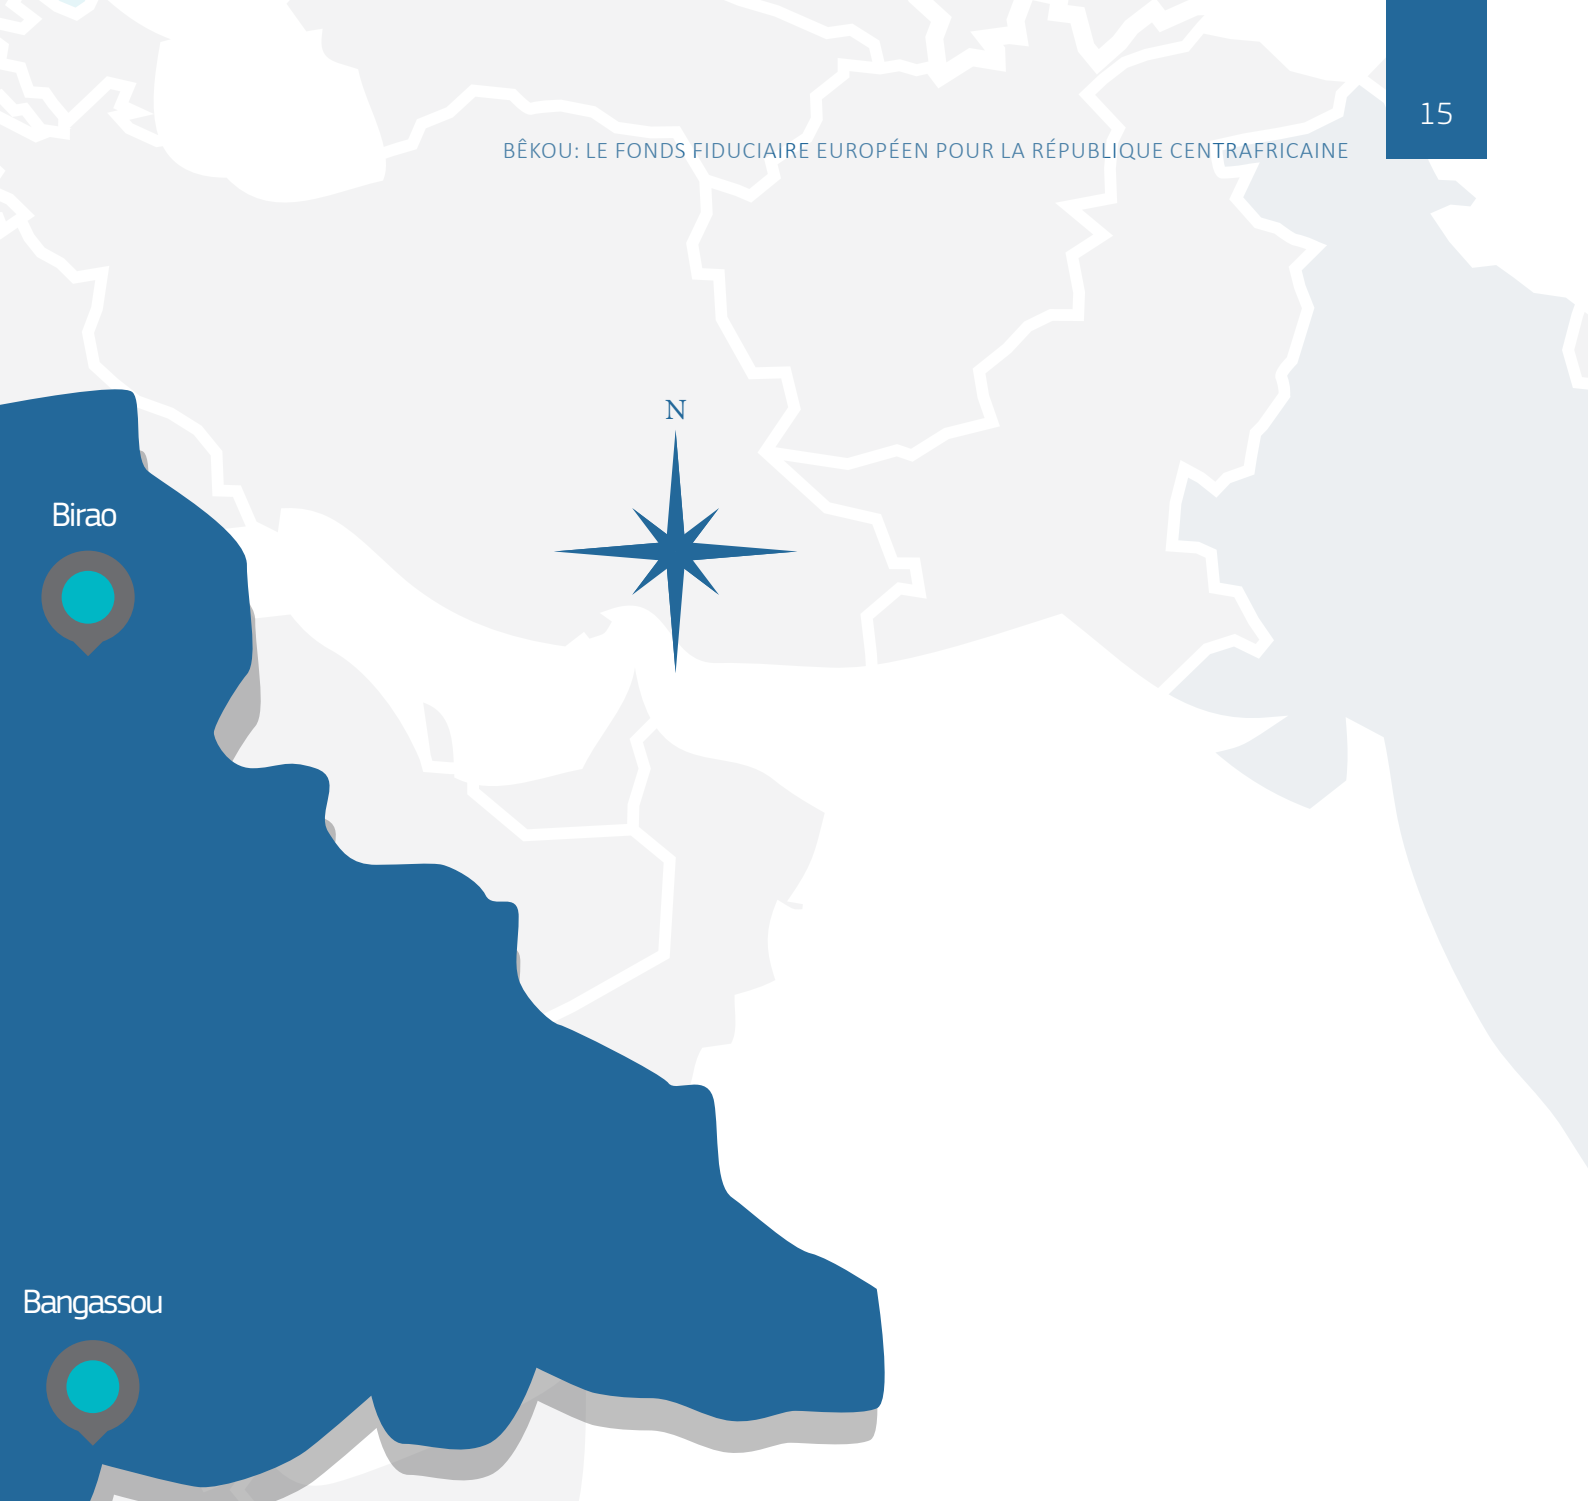 15
BÊKOU: LE FONDS FIDUCIAIRE EUROPÉEN POUR LA RÉPUBLIQUE CENTRAFRICAINE
N
Birao
Bangassou